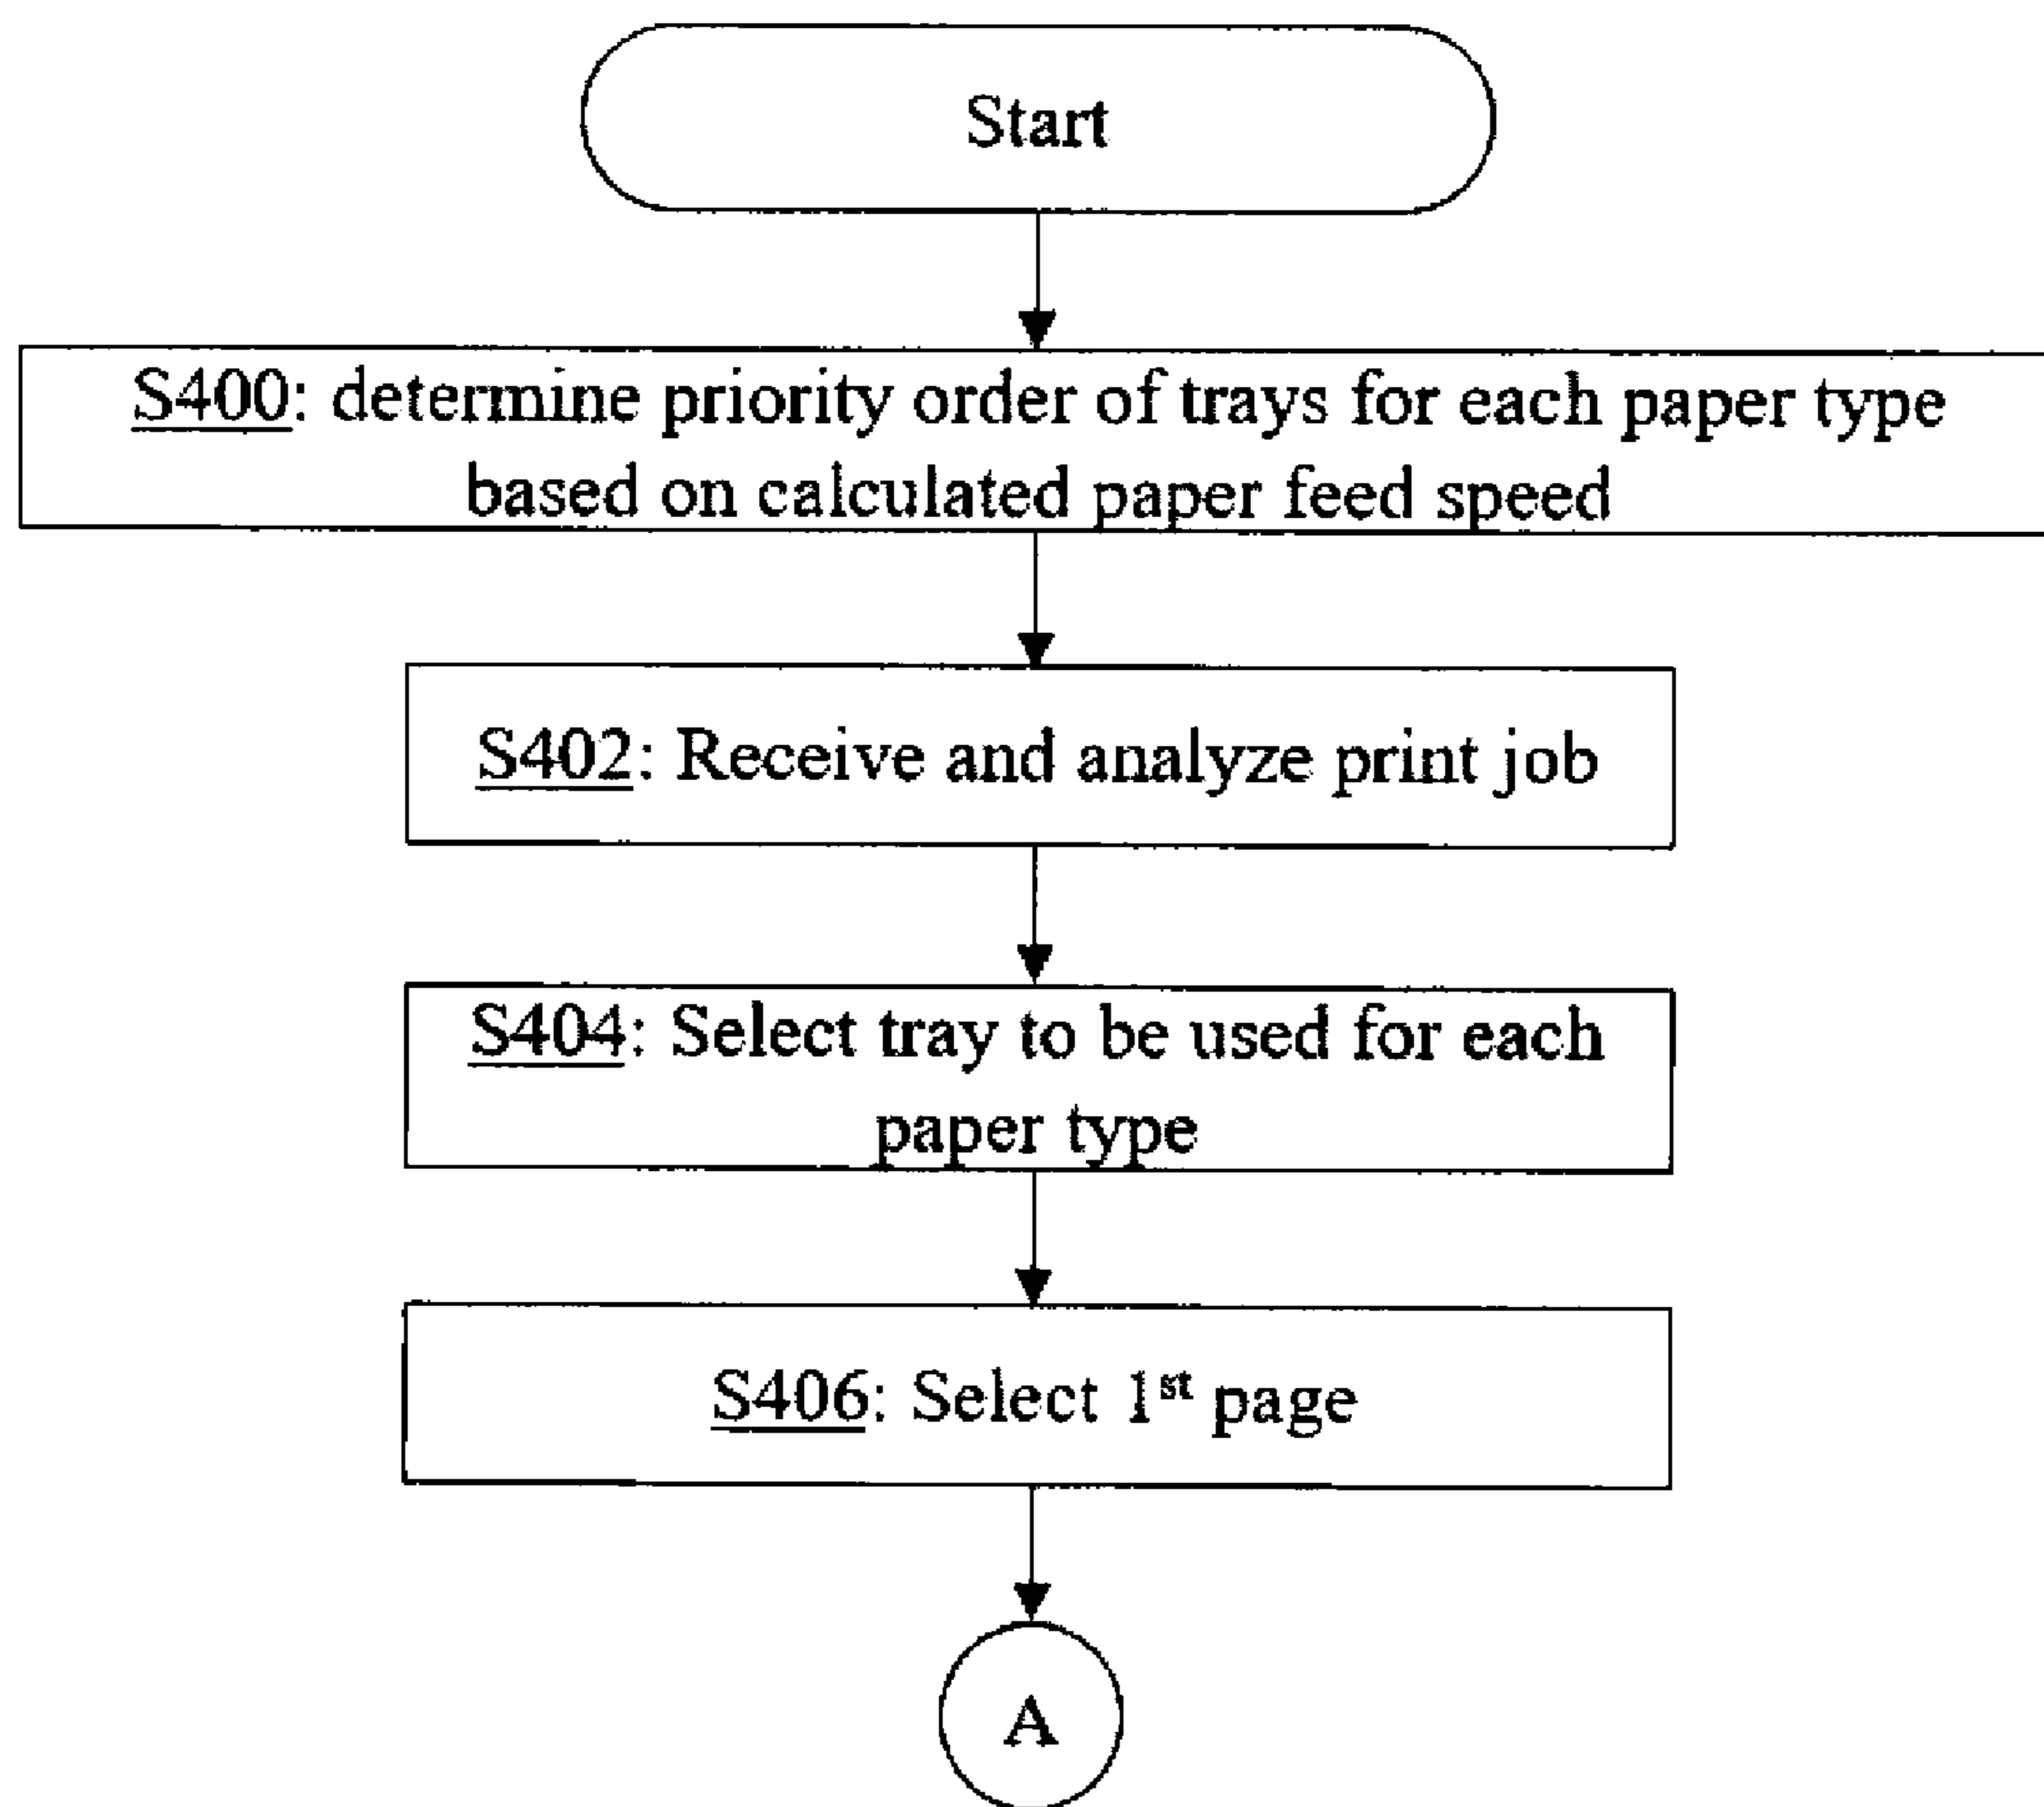 Start
S400: determine priority order of trays for each paper type
based on calculated paper feed speed
S402: Receive and analyze print job
S404: Select tray to be used for each
paper type
S406: Select 1st page
A